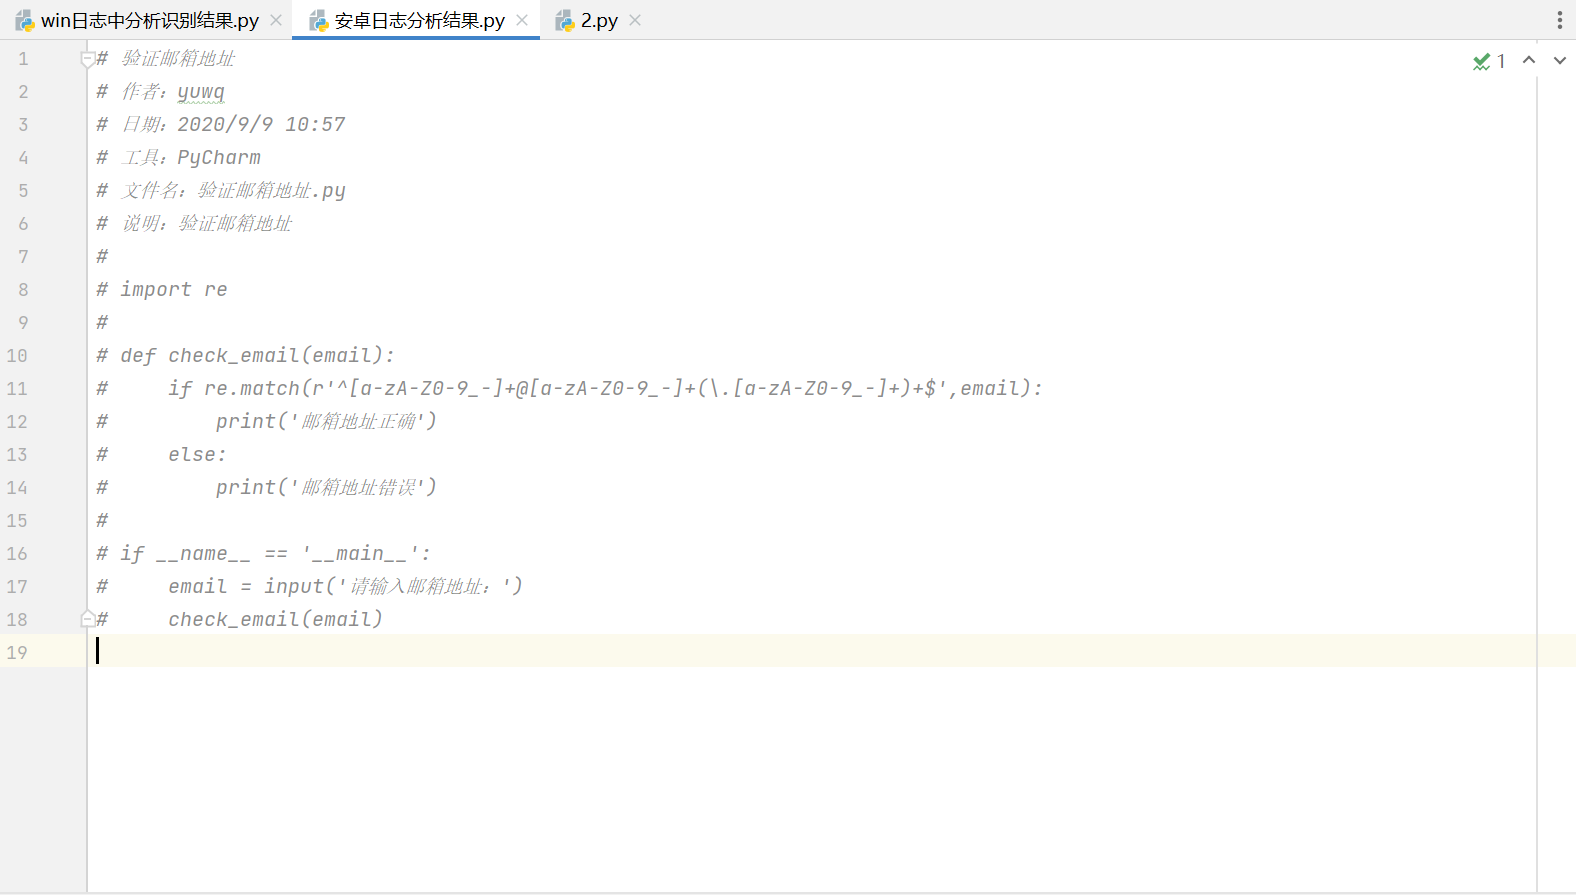 win日志中分析识别结果.py 安卓日志分析结果.py 2.py
1 # 验证邮箱地址 1
2 # 作者：yuwq
3 # 日期：2020/9/9 10:57
4 # 工具：PyCharm
5 # 文件名：验证邮箱地址.py
6 # 说明：验证邮箱地址
7 #
8 # import re
9 #
10 # def check_email(email):
11 #     if re.match(r'^[a-zA-Z0-9_-]+@[a-zA-Z0-9_-]+(\.[a-zA-Z0-9_-]+)+$',email):
12 #         print('邮箱地址正确')
13 #     else:
14 #         print('邮箱地址错误')
15 #
16 # if __name__ == '__main__':
17 #     email = input('请输入邮箱地址：')
18 #     check_email(email)
19